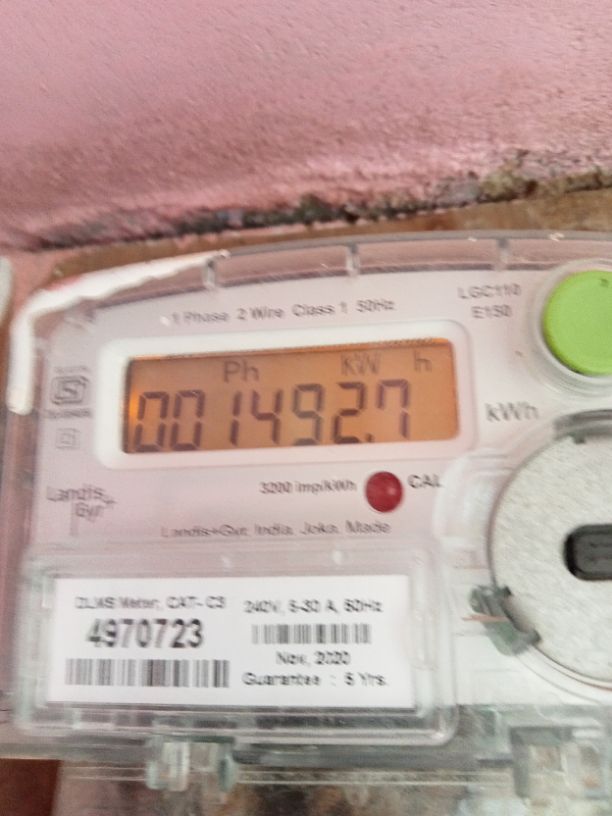 1 Phase 2 Wire Class 1 50Hz
LGC110
E150
Ph KW h
001492.7
kWh
3200 imp/kWh CAL
Landis
Gyr+
Landis+Gyr, India, Joka, Made
DLMS Meter, CAT- C3
240V, 5-30 A, 50Hz
4970723
Nov, 2020
Guarantee : 5 Yrs.